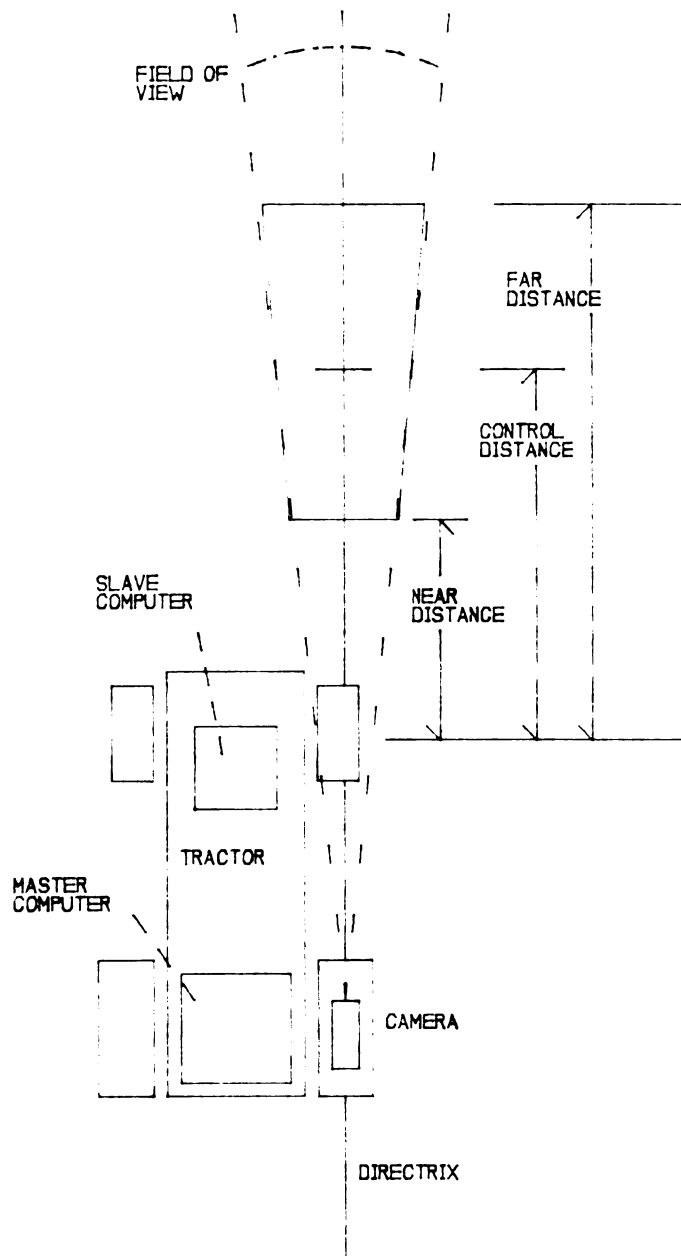 FIELD OF
VIEW
FAR
DISTANCE
CONTROL
DISTANCE
SLAVE
COMPUTER
NEAR
DISTANCE
TRACTOR
MASTER
COMPUTER
CAMERA
DIRECTRIX